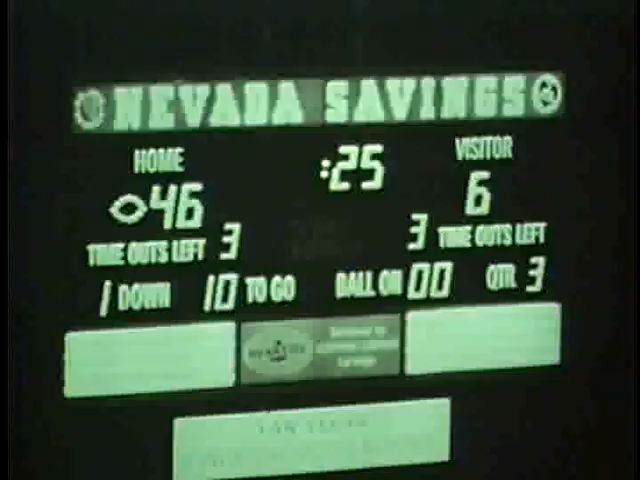 NEVADA SAVINGS
HOME :25 VISITOR
46 6
TIME OUTS LEFT 3 3 TIME OUTS LEFT
1 DOWN 10 TO GO BALL ON 00 QTR 3